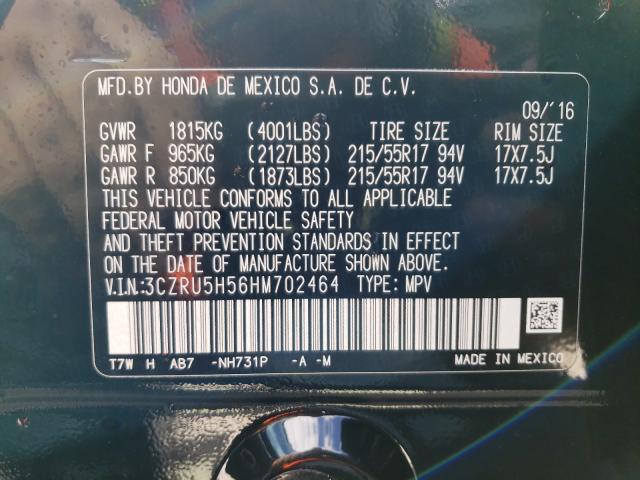 MFD.BY HONDA DE MEXICO S.A. DE C.V.
09/'16
GVWR 1815KG (4001LBS) TIRE SIZE RIM SIZE
GAWR F 965KG (2127LBS) 215/55R17 94V 17X7.5J
GAWR R 850KG (1873LBS) 215/55R17 94V 17X7.5J
THIS VEHICLE CONFORMS TO ALL APPLICABLE
FEDERAL MOTOR VEHICLE SAFETY
AND THEFT PREVENTION STANDARDS IN EFFECT
ON THE DATE OF MANUFACTURE SHOWN ABOVE.
V.I.N:3CZRU5H56HM702464 TYPE:MPV
T7W H AB7 -NH731P -A -M MADE IN MEXICO